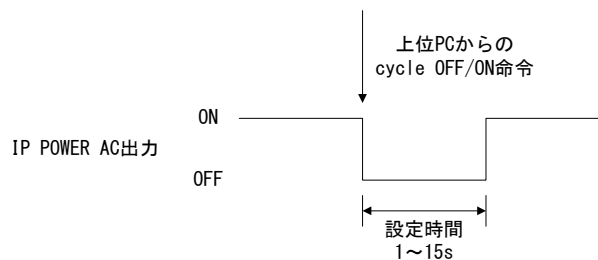 上位PCからの
cycle OFF/ON命令
ON
IP POWER AC出力
OFF
設定時間
1～15s